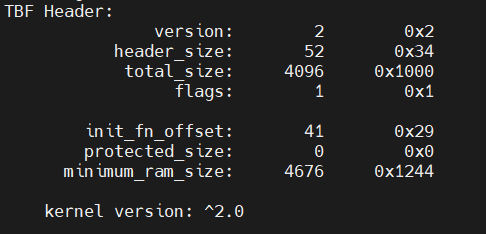 TBF Header:
version: 2 0x2
header_size: 52 0x34
total_size: 4096 0x1000
flags: 1 0x1
init_fn_offset: 41 0x29
protected_size: 0 0x0
minimum_ram_size: 4676 0x1244
kernel version: ^2.0